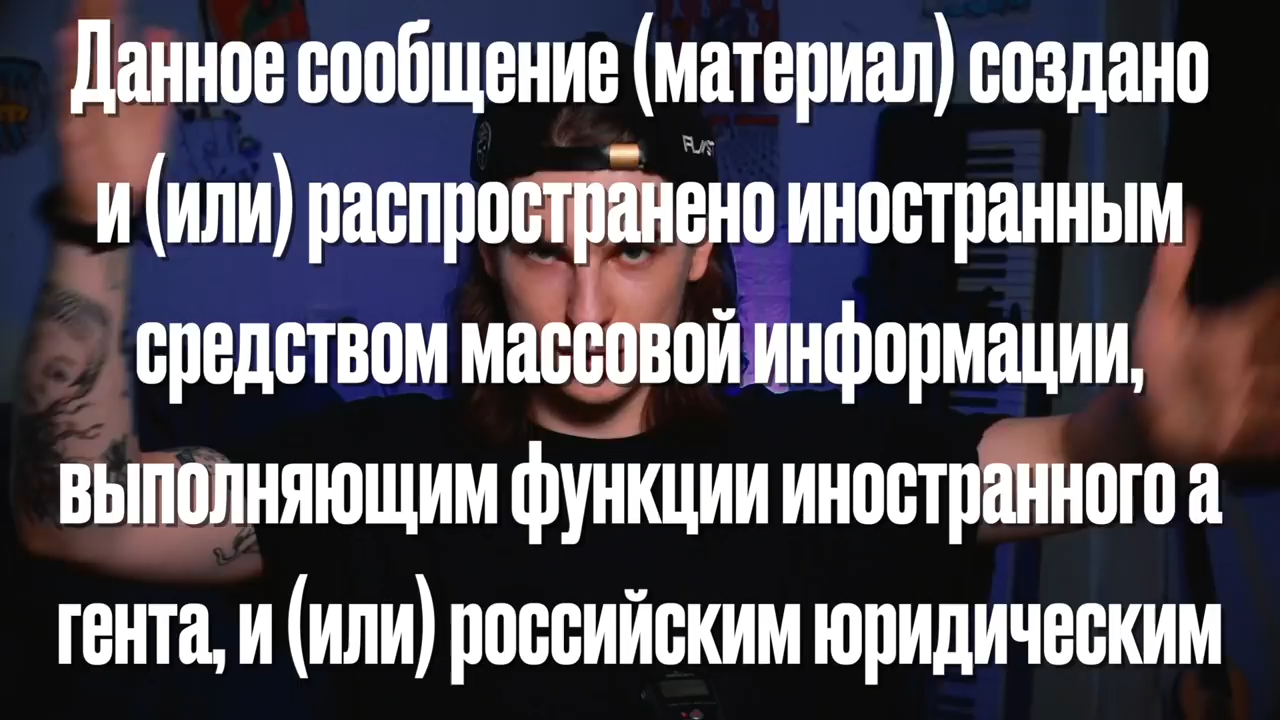 Данное сообщение (материал) создано
и (или) распространено иностранным
средством массовой информации,
выполняющим функции иностранного а
гента, и (или) российским юридическим